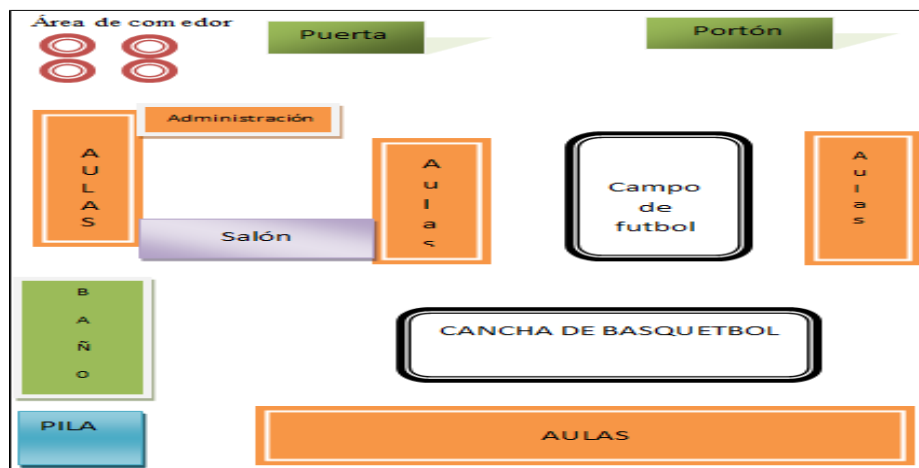 Área de comedor
Puerta
Portón
Administración
AULAS
Aulas
Campo
de
futbol
Aulas
Salón
BAÑO
CANCHA DE BASQUETBOL
PILA
AULAS